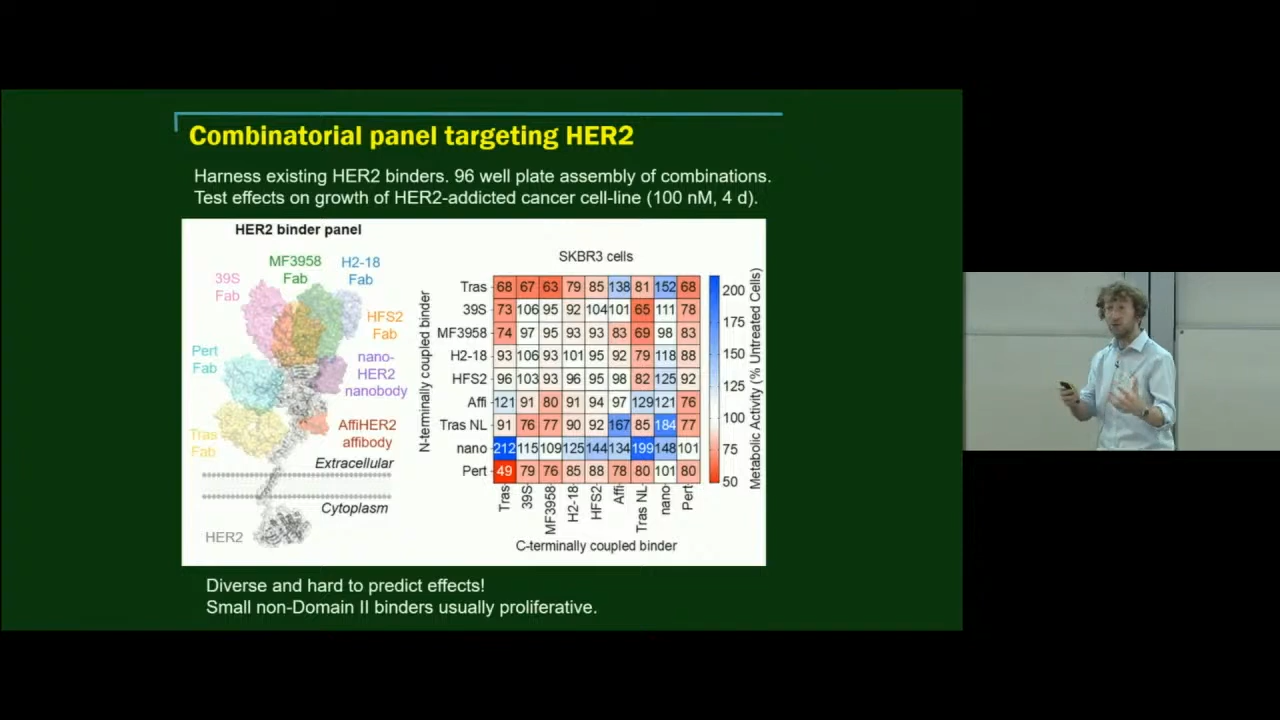 Combinatorial panel targeting HER2
Harness existing HER2 binders. 96 well plate assembly of combinations.
Test effects on growth of HER2-addicted cancer cell-line (100 nM, 4 d).
HER2 binder panel
39S
Fab
MF3958
Fab
H2-18
Fab
HFS2
Fab
Pert
Fab
nano-
HER2
nanobody
Tras
Fab
AffiHER2
affibody
Extracellular
Cytoplasm
HER2
SKBR3 cells
N-terminally coupled binder
Tras 68 67 63 79 85 138 81 152 68
39S 73 106 95 92 104 101 65 111 78
MF3958 74 97 95 93 93 83 69 98 83
H2-18 93 106 93 101 95 92 79 118 88
HFS2 96 103 93 96 95 98 82 125 92
Affi 121 91 80 91 94 97 129 121 76
Tras NL 91 76 77 90 92 167 85 184 77
nano 212 115 109 125 144 134 199 148 101
Pert 49 79 76 85 88 78 80 101 80
Tras 39S MF3958 H2-18 HFS2 Affi Tras NL nano Pert
C-terminally coupled binder
200
175
150
125
100
75
50
Metabolic Activity (% Untreated Cells)
Diverse and hard to predict effects!
Small non-Domain II binders usually proliferative.